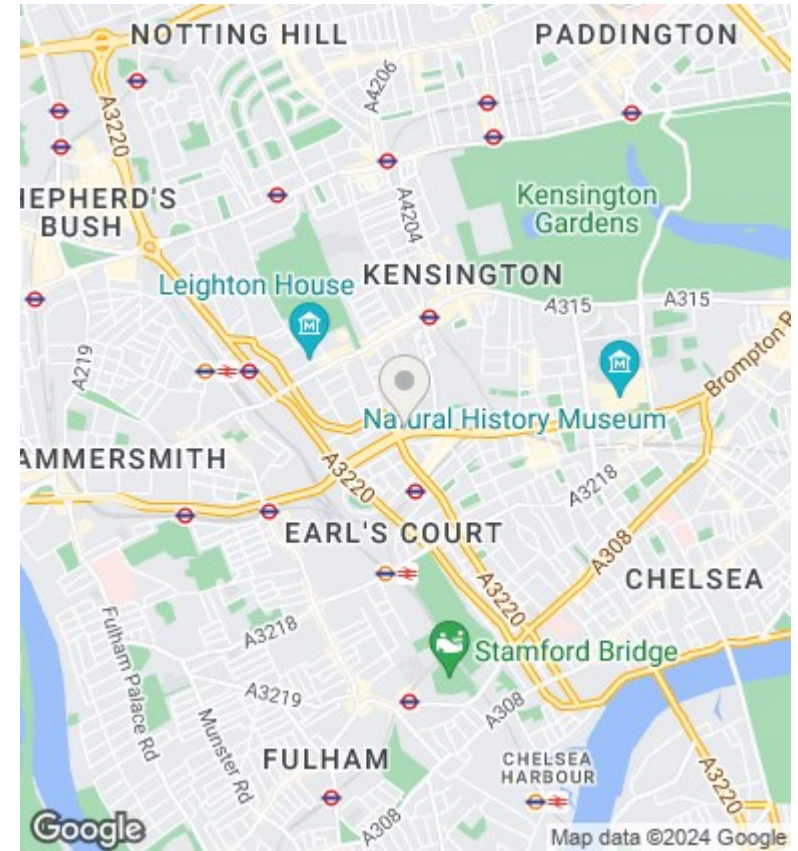 NOTTING HILL
PADDINGTON
A4206
A3220
HEPHERD'S
BUSH
A4204
Kensington
Gardens
KENSINGTON
Leighton House
A315
A315
A219
Brompton R
Natural History Museum
AMMERSMITH
A3220
A3218
EARL'S COURT
A308
CHELSEA
A3220
A3218
Stamford Bridge
Fulham Palace Rd
A3219
Munster Rd
A308
FULHAM
CHELSEA
HARBOUR
A3220
A308
Google
Map data ©2024 Google